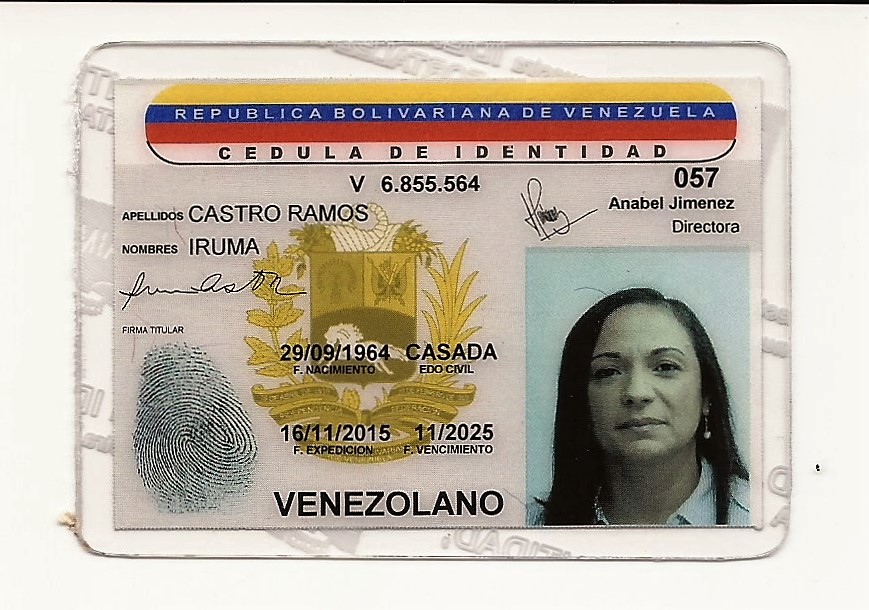 REPUBLICA BOLIVARIANA DE VENEZUELA
CEDULA DE IDENTIDAD
V 6.855.564
057
Anabel Jimenez
Directora
APELLIDOS CASTRO RAMOS
NOMBRES IRUMA
FIRMA TITULAR
29/09/1964 CASADA
F. NACIMIENTO EDO CIVIL
16/11/2015 11/2025
F. EXPEDICION F. VENCIMIENTO
VENEZOLANO